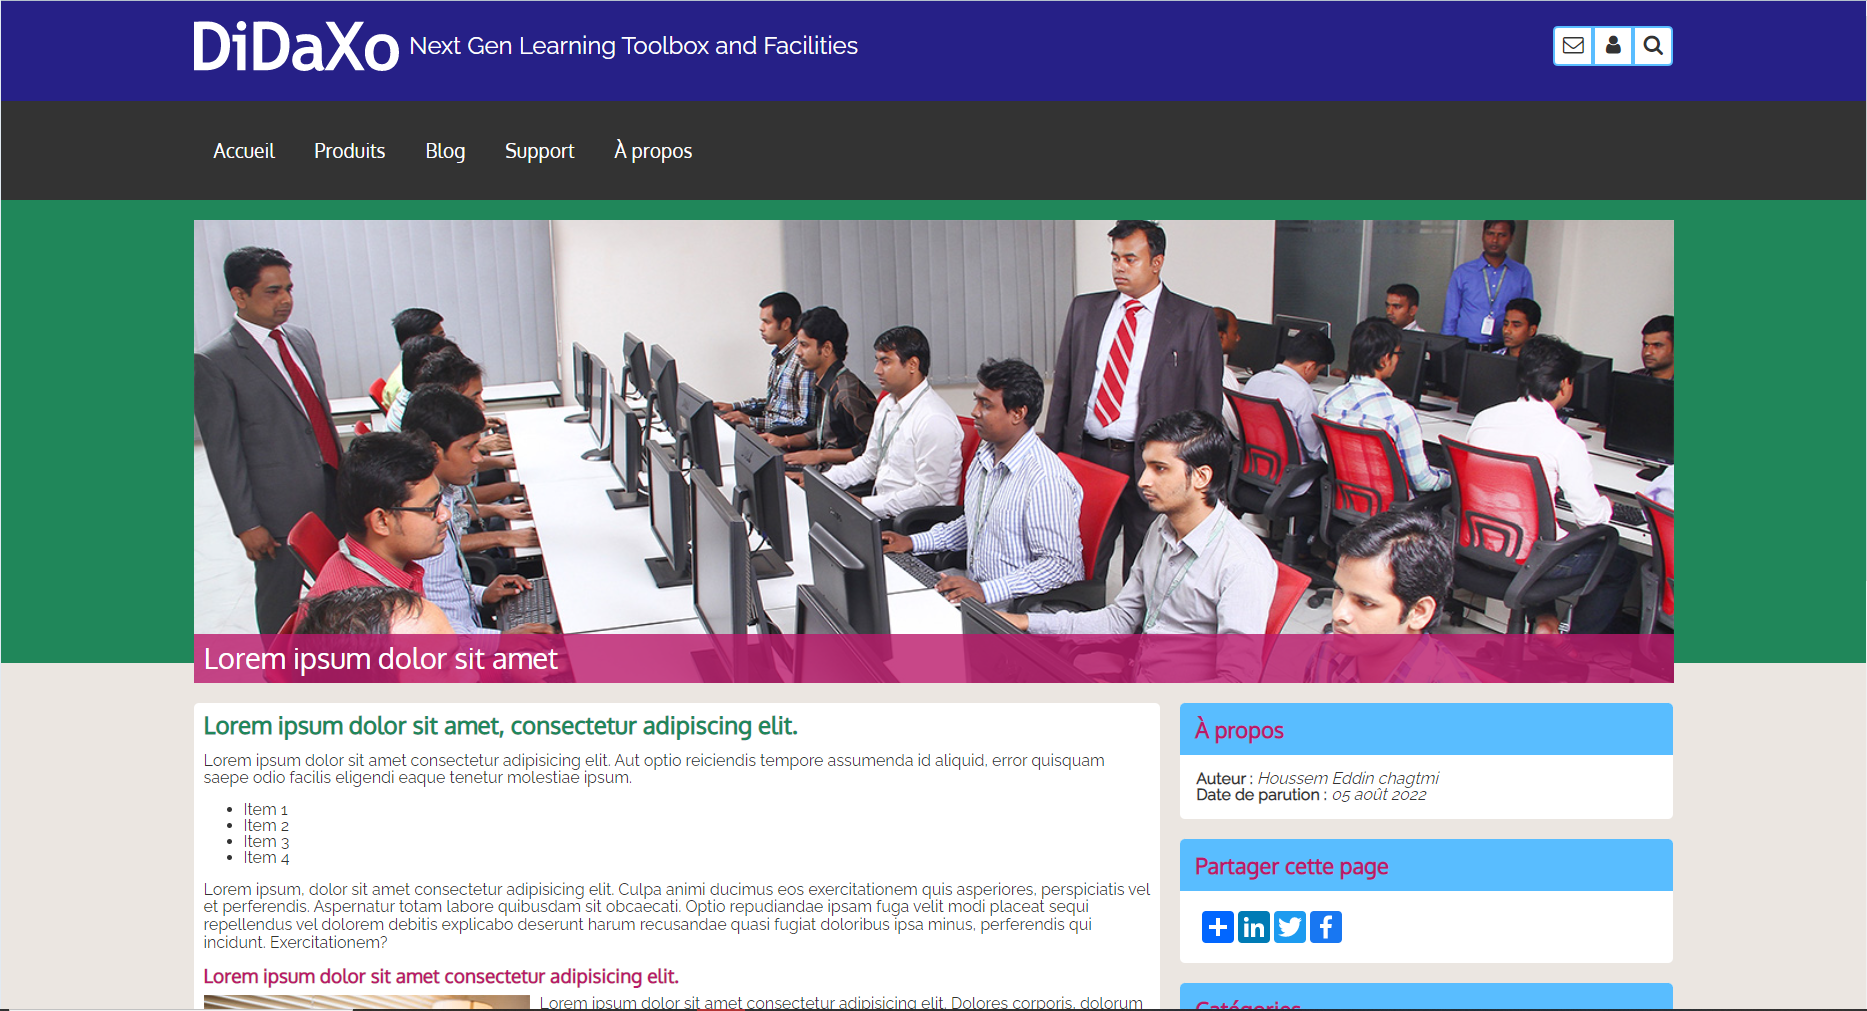 DiDaXo Next Gen Learning Toolbox and Facilities
Accueil Produits Blog Support À propos
Lorem ipsum dolor sit amet
Lorem ipsum dolor sit amet, consectetur adipiscing elit.
Lorem ipsum dolor sit amet consectetur adipisicing elit. Aut optio reiciendis tempore assumenda id aliquid, error quisquam
saepe odio facilis eligendi eaque tenetur molestiae ipsum.
Item 1
Item 2
Item 3
Item 4
Lorem ipsum, dolor sit amet consectetur adipisicing elit. Culpa animi ducimus eos exercitationem quis asperiores, perspiciatis vel
et perferendis. Aspernatur totam labore quibusdam sit obcaecati. Optio repudiandae ipsam fuga velit modi placeat sequi
repellendus vel dolorem debitis explicabo deserunt harum recusandae quasi fugiat doloribus ipsa minus, perferendis qui
incidunt. Exercitationem?
Lorem ipsum dolor sit amet consectetur adipisicing elit.
Lorem ipsum dolor sit amet consectetur adipisicing elit. Dolores corporis, dolorum
À propos
Auteur : Houssem Eddin chagtmi
Date de parution : 05 août 2022
Partager cette page
Catégories